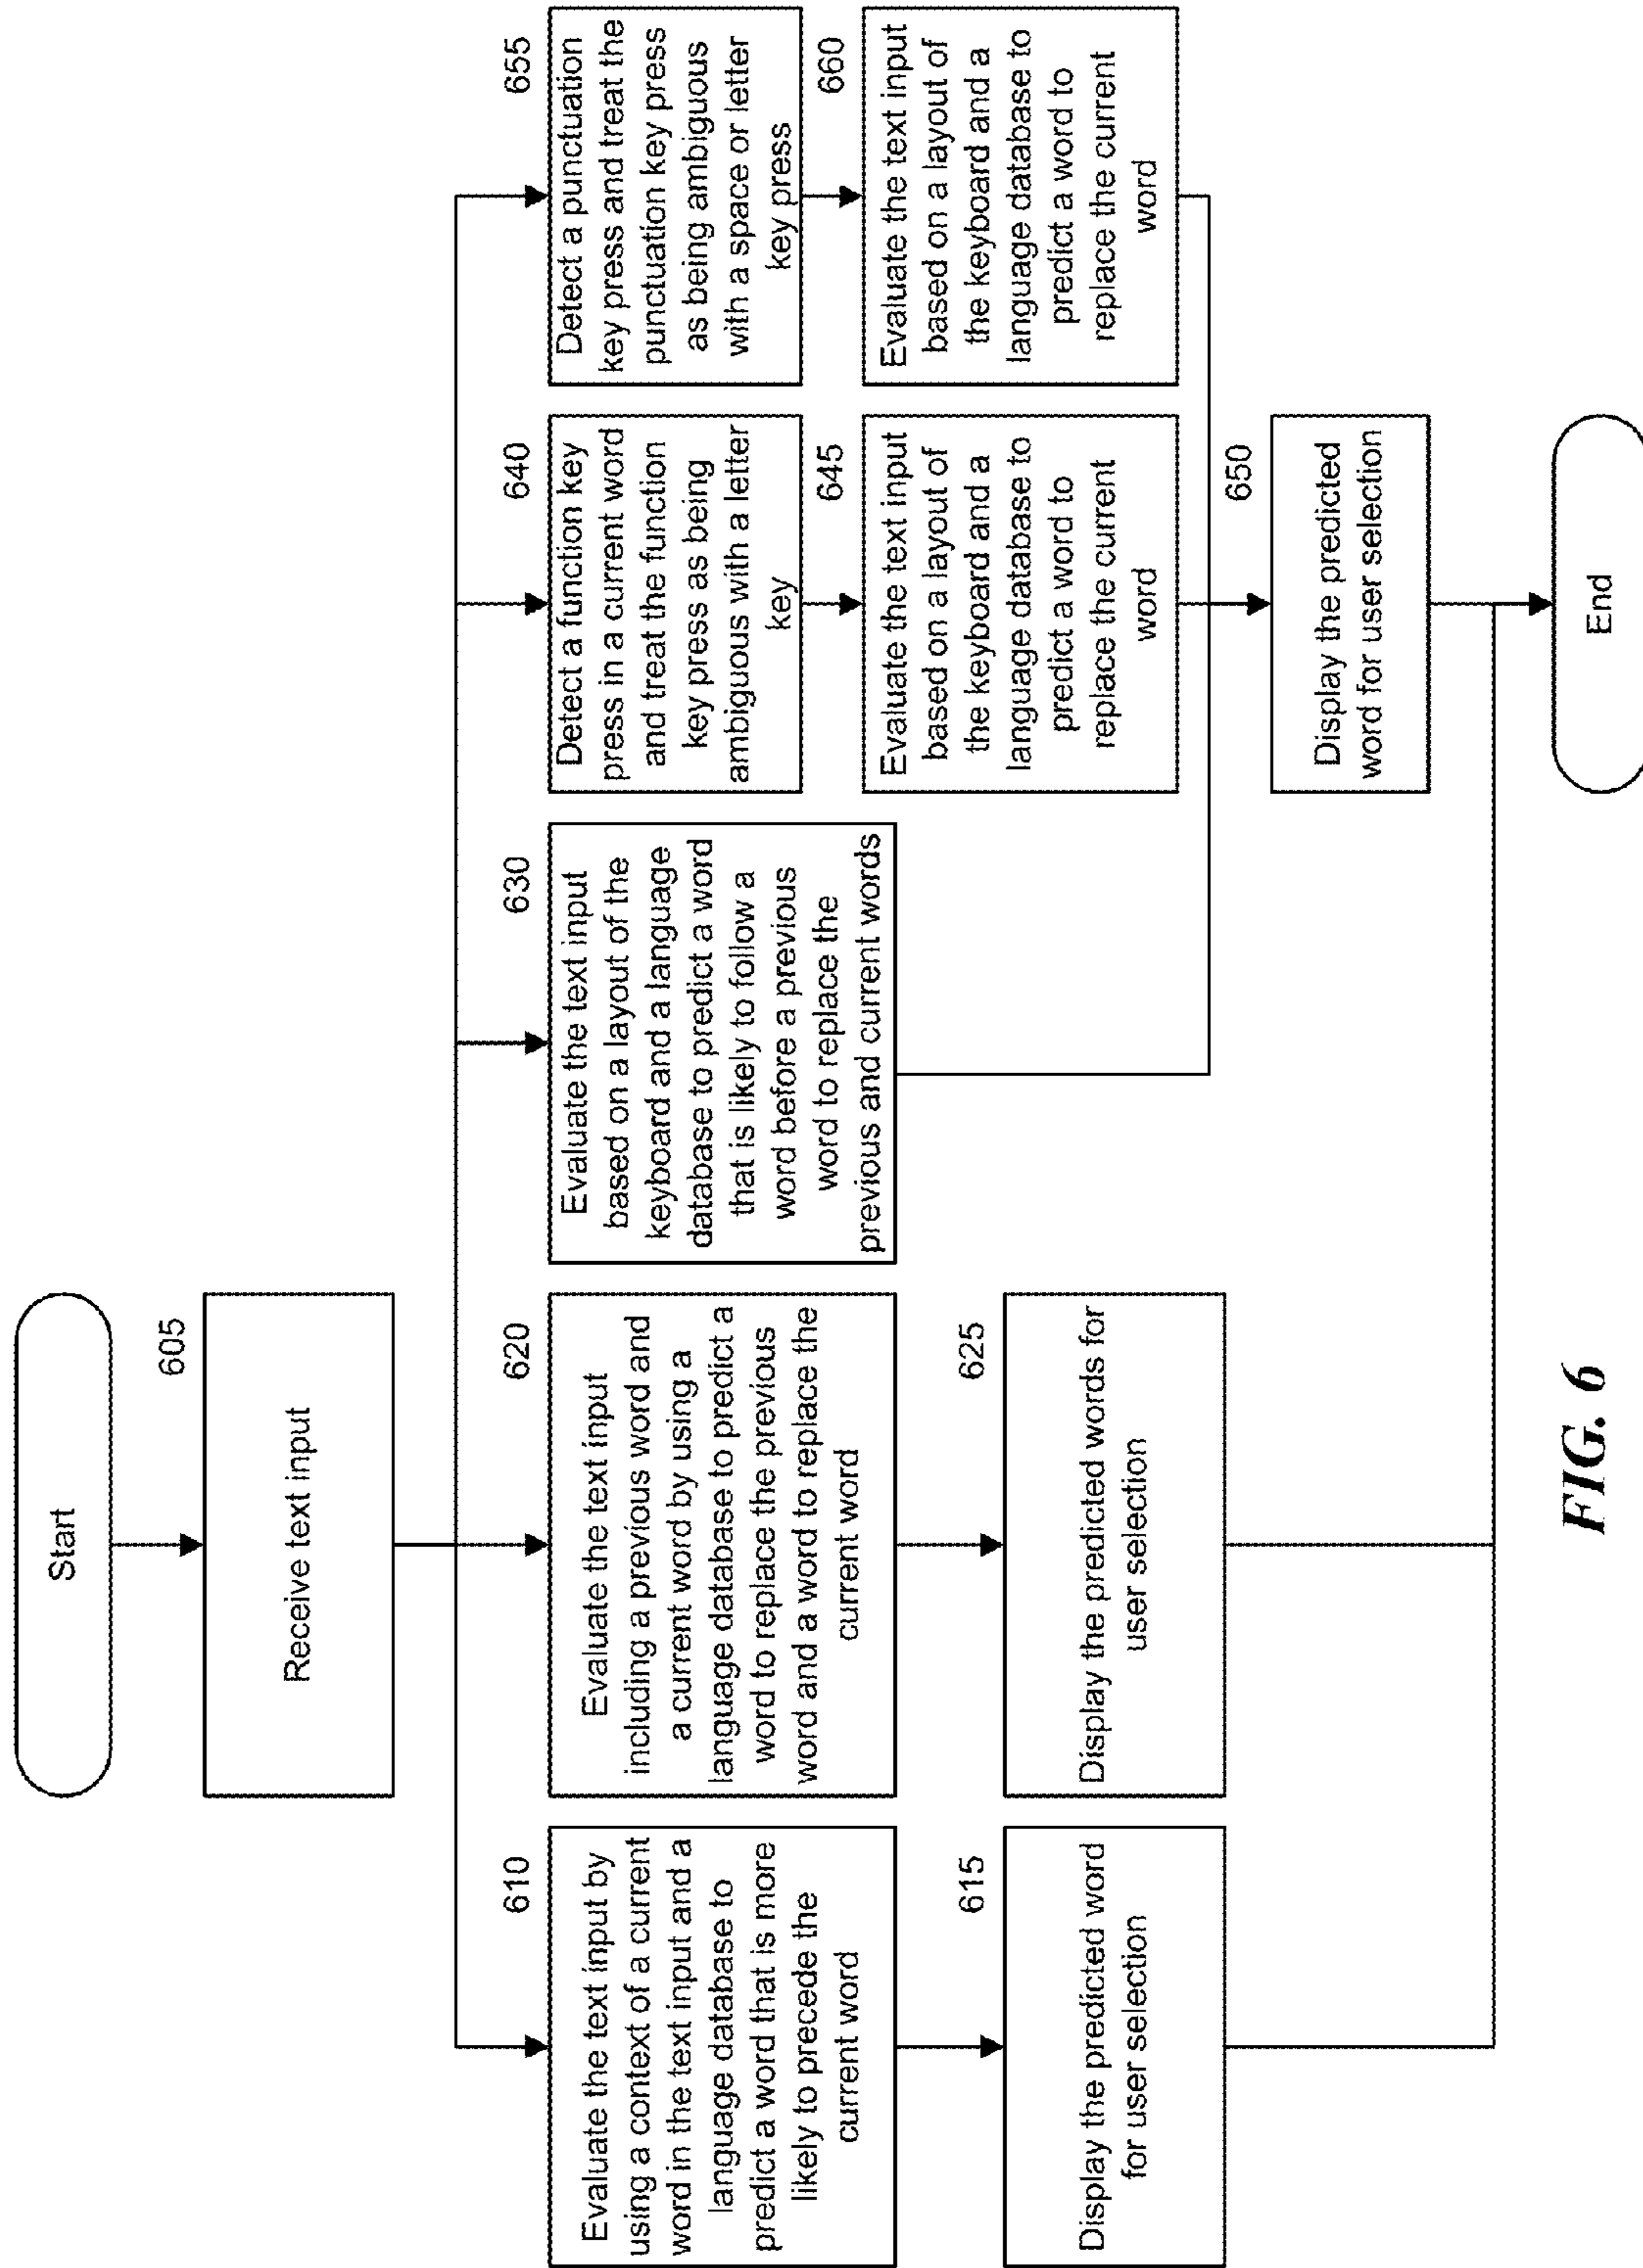 Start
605
Receive text input
610
Evaluate the text input by
using a context of a current
word in the text input and a
language database to
predict a word that is more
likely to precede the
current word
615
Display the predicted word
for user selection
620
Evaluate the text input
including a previous word and
a current word by using a
language database to predict a
word to replace the previous
word and a word to replace the
current word
625
Display the predicted words for
user selection
630
Evaluate the text input
based on a layout of the
keyboard and a language
database to predict a word
that is likely to follow a
word before a previous
word to replace the
previous and current words
640
Detect a function key
press in a current word
and treat the function
key press as being
ambiguous with a letter
key
645
Evaluate the text input
based on a layout of
the keyboard and a
language database to
predict a word to
replace the current
word
655
Detect a punctuation
key press and treat the
punctuation key press
as being ambiguous
with a space or letter
key press
660
Evaluate the text input
based on a layout of
the keyboard and a
language database to
predict a word to
replace the current
word
650
Display the predicted
word for user selection
End
FIG. 6